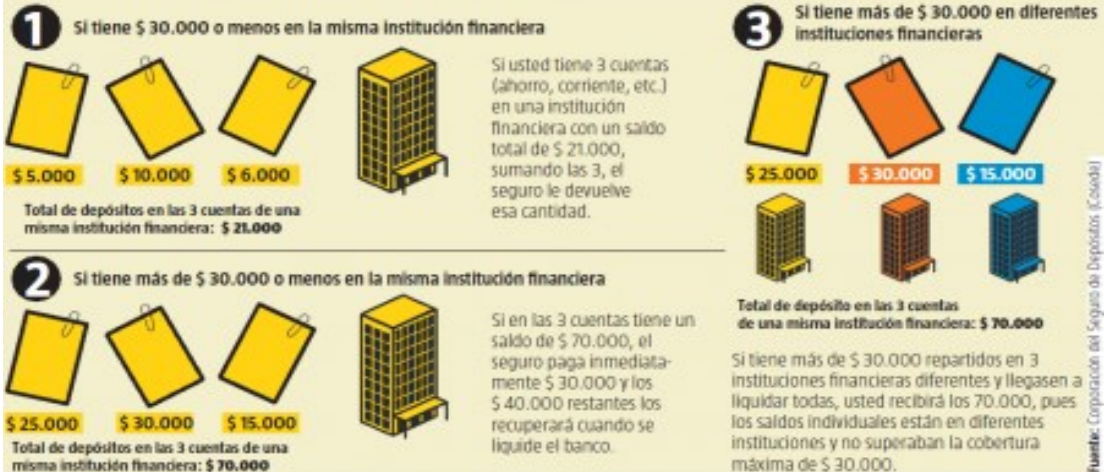 1
Si tiene $ 30.000 o menos en la misma institución financiera
$ 5.000
$ 10.000
$ 6.000
Total de depósitos en las 3 cuentas de una
misma institución financiera: $ 21.000
Si usted tiene 3 cuentas
(ahorro, corriente, etc.)
en una institución
financiera con un saldo
total de $ 21.000,
sumando las 3, el
seguro le devuelve
esa cantidad.
2
Si tiene más de $ 30.000 o menos en la misma institución financiera
$ 25.000
$ 30.000
$ 15.000
Total de depósitos en las 3 cuentas de una
misma institución financiera: $ 70.000
Si en las 3 cuentas tiene un
saldo de $ 70.000, el
seguro paga inmediata-
mente $ 30.000 y los
$ 40.000 restantes los
recuperará cuando se
liquide el banco.
3
Si tiene más de $ 30.000 en diferentes
instituciones financieras
$ 25.000
$ 30.000
$ 15.000
Total de depósito en las 3 cuentas
de una misma institución financiera: $ 70.000
Si tiene más de $ 30.000 repartidos en 3
instituciones financieras diferentes y llegasen a
liquidar todas, usted recibirá los 70.000, pues
los saldos individuales están en diferentes
instituciones y no superaban la cobertura
máxima de $ 30.000.
Fuente: Corporación del Seguro de Depósitos (Cosede)